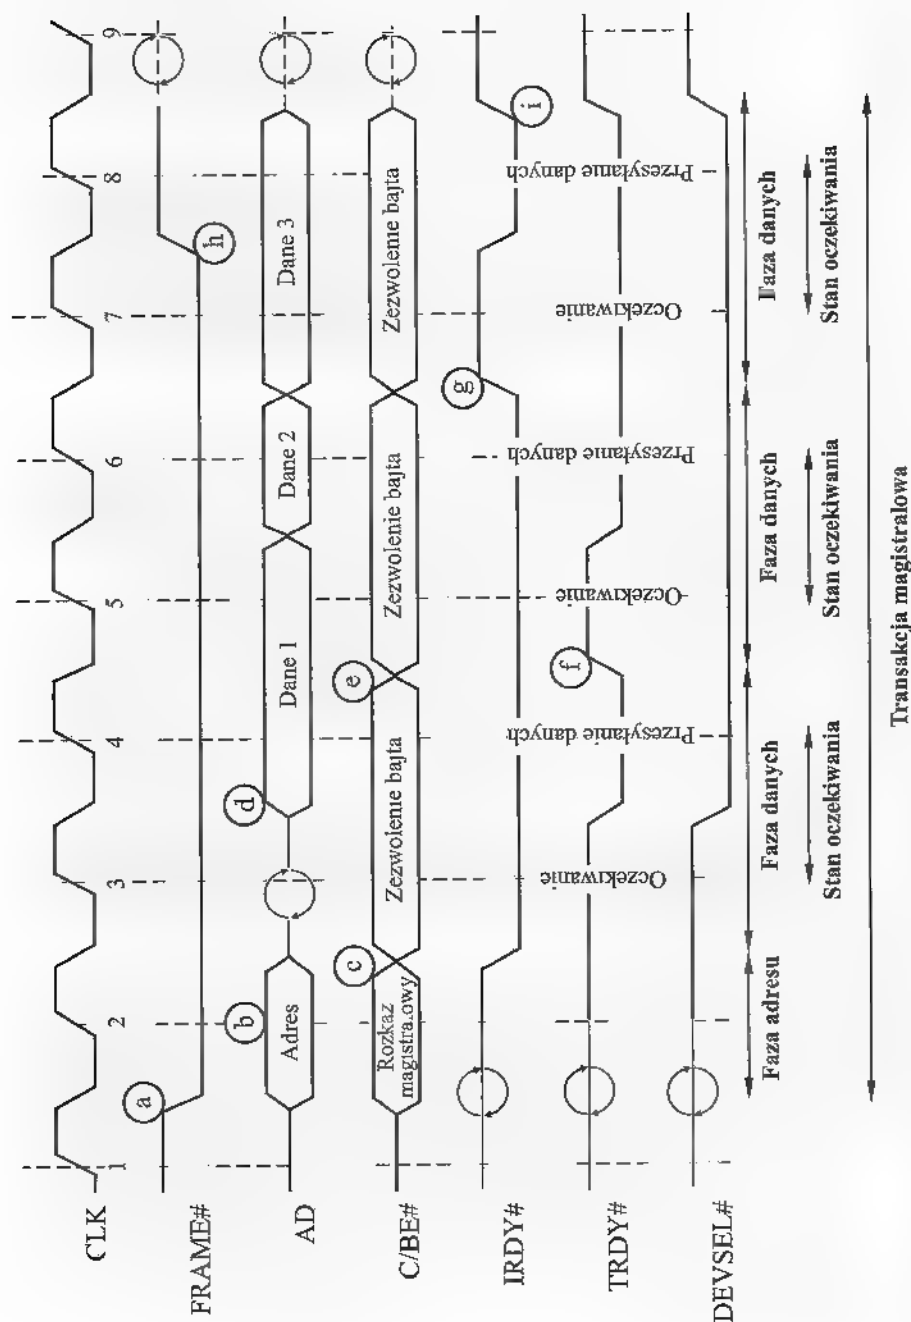 CLK
1
2
3
4
5
6
7
8
9
FRAME#
a
h
AD
b
Adres
d
Dane 1
Dane 2
Dane 3
C/BE#
Rozkaz
magistralowy
c
Zezwolenie bajta
e
Zezwolenie bajta
Zezwolenie bajta
IRDY#
g
i
Przesyłanie danych
Przesyłanie danych
Przesyłanie danych
TRDY#
Oczekiwanie
f
Oczekiwanie
Oczekiwanie
DEVSEL#
Faza adresu
Faza danych
Faza danych
Faza danych
Stan oczekiwania
Stan oczekiwania
Stan oczekiwania
Transakcja magistralowa